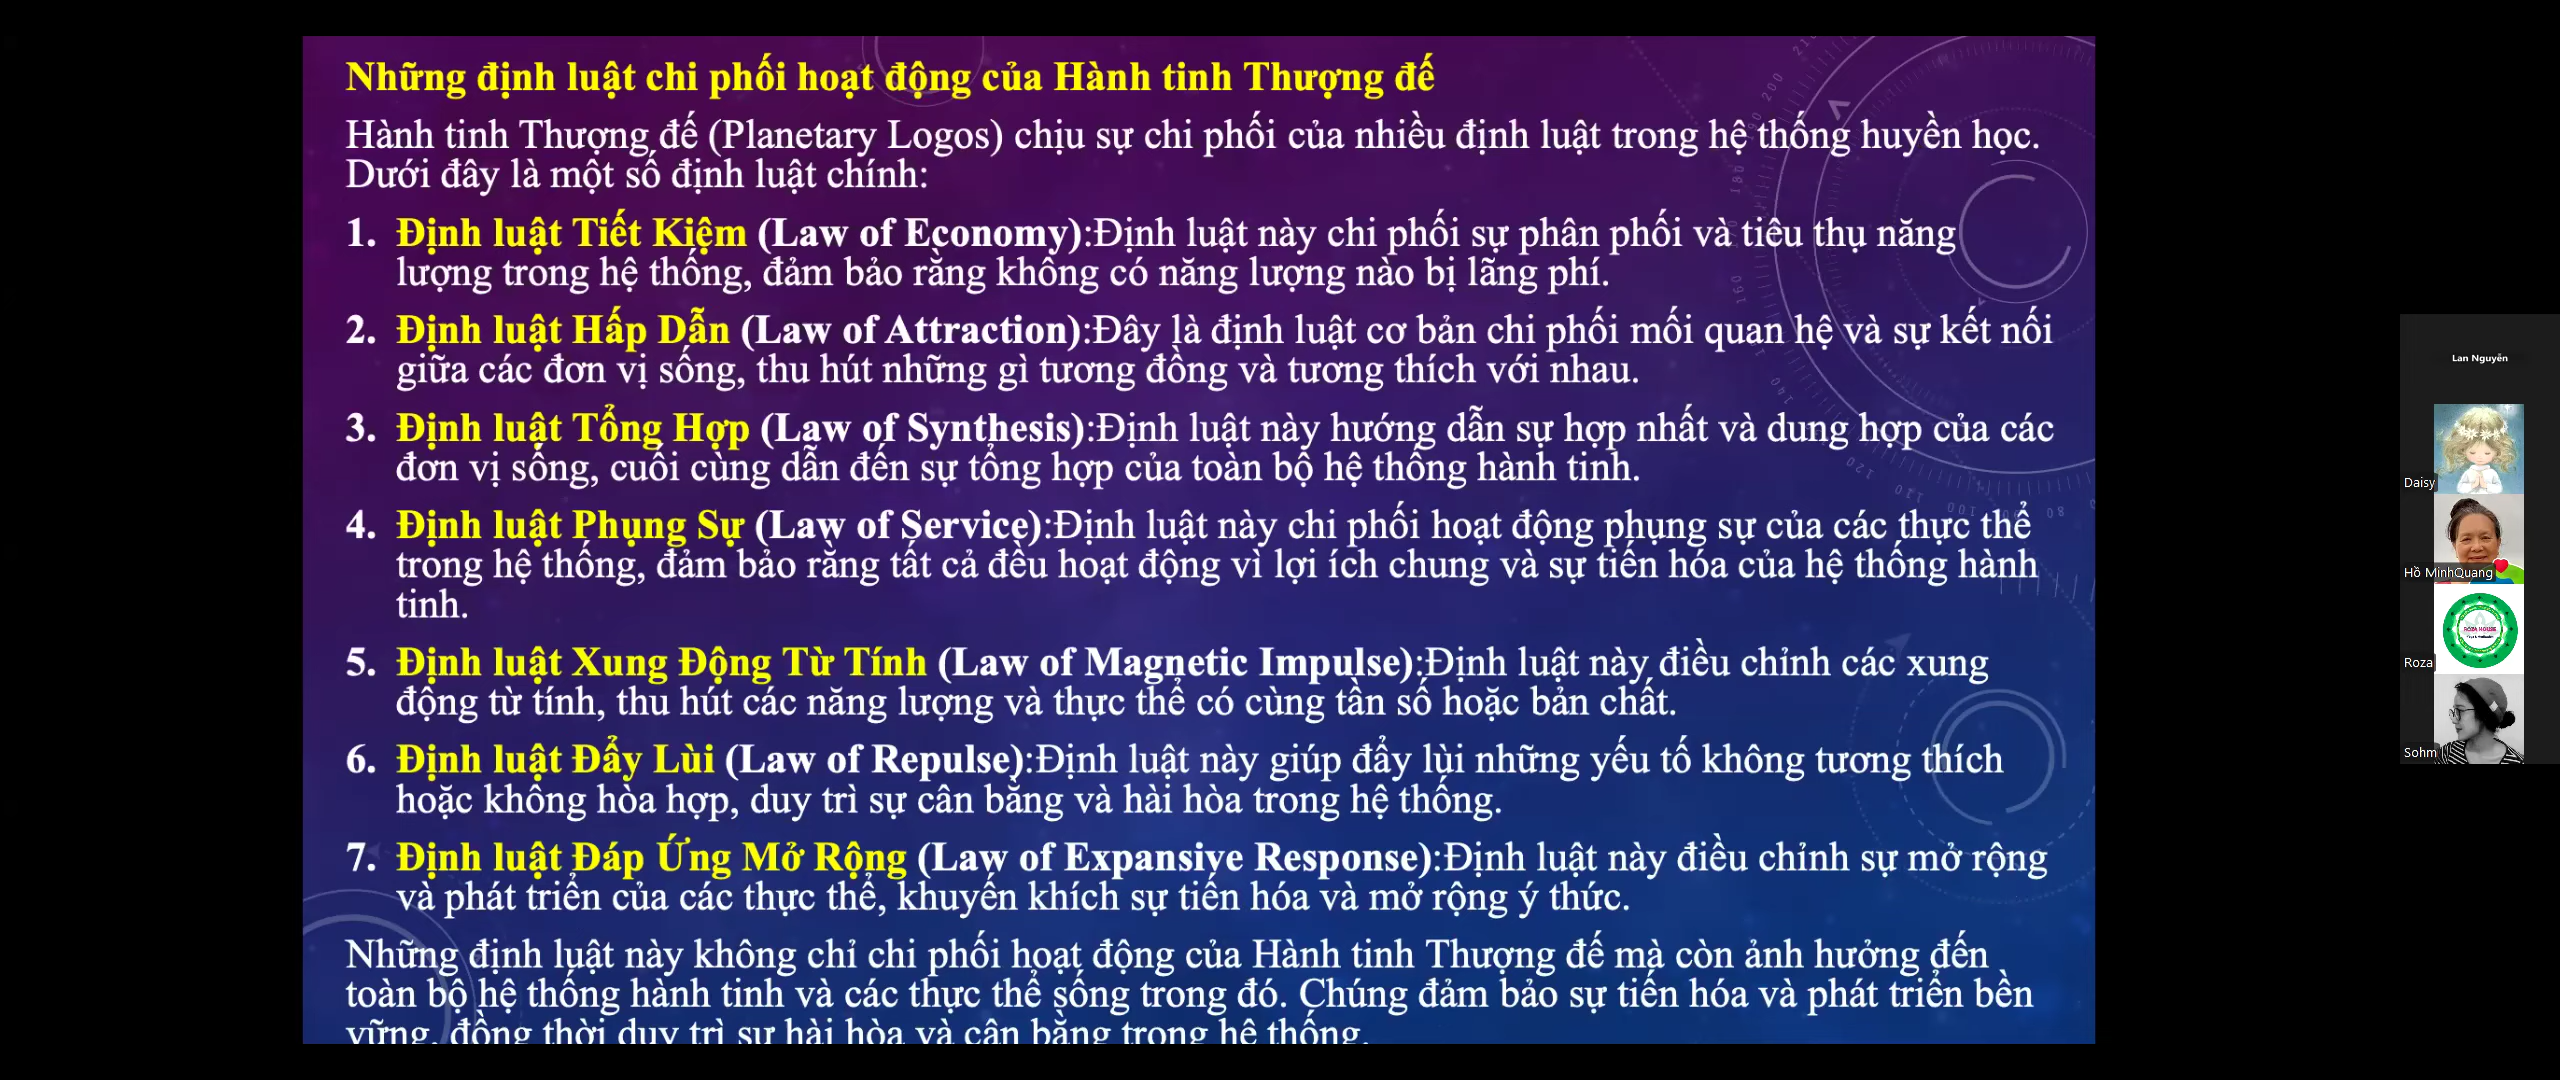 Những định luật chi phối hoạt động của Hành tinh Thượng đế
Hành tinh Thượng đế (Planetary Logos) chịu sự chi phối của nhiều định luật trong hệ thống huyền học.
Dưới đây là một số định luật chính:
1. Định luật Tiết Kiệm (Law of Economy):Định luật này chi phối sự phân phối và tiêu thụ năng
lượng trong hệ thống, đảm bảo rằng không có năng lượng nào bị lãng phí.
2. Định luật Hấp Dẫn (Law of Attraction):Đây là định luật cơ bản chi phối mối quan hệ và sự kết nối
giữa các đơn vị sống, thu hút những gì tương đồng và tương thích với nhau.
3. Định luật Tổng Hợp (Law of Synthesis):Định luật này hướng dẫn sự hợp nhất và dung hợp của các
đơn vị sống, cuối cùng dẫn đến sự tổng hợp của toàn bộ hệ thống hành tinh.
4. Định luật Phụng Sự (Law of Service):Định luật này chi phối hoạt động phụng sự của các thực thể
trong hệ thống, đảm bảo rằng tất cả đều hoạt động vì lợi ích chung và sự tiến hóa của hệ thống hành
tinh.
5. Định luật Xung Động Từ Tính (Law of Magnetic Impulse):Định luật này điều chỉnh các xung
động từ tính, thu hút các năng lượng và thực thể có cùng tần số hoặc bản chất.
6. Định luật Đẩy Lùi (Law of Repulse):Định luật này giúp đẩy lùi những yếu tố không tương thích
hoặc không hòa hợp, duy trì sự cân bằng và hài hòa trong hệ thống.
7. Định luật Đáp Ứng Mở Rộng (Law of Expansive Response):Định luật này điều chỉnh sự mở rộng
và phát triển của các thực thể, khuyến khích sự tiến hóa và mở rộng ý thức.
Những định luật này không chỉ chi phối hoạt động của Hành tinh Thượng đế mà còn ảnh hưởng đến
toàn bộ hệ thống hành tinh và các thực thể sống trong đó. Chúng đảm bảo sự tiến hóa và phát triển bền
vững, đồng thời duy trì sự hài hòa và cân bằng trong hệ thống.
Lan Nguyễn
Daisy
Hồ MinhQuang
ROZA HOUSE
Roza
Sohm